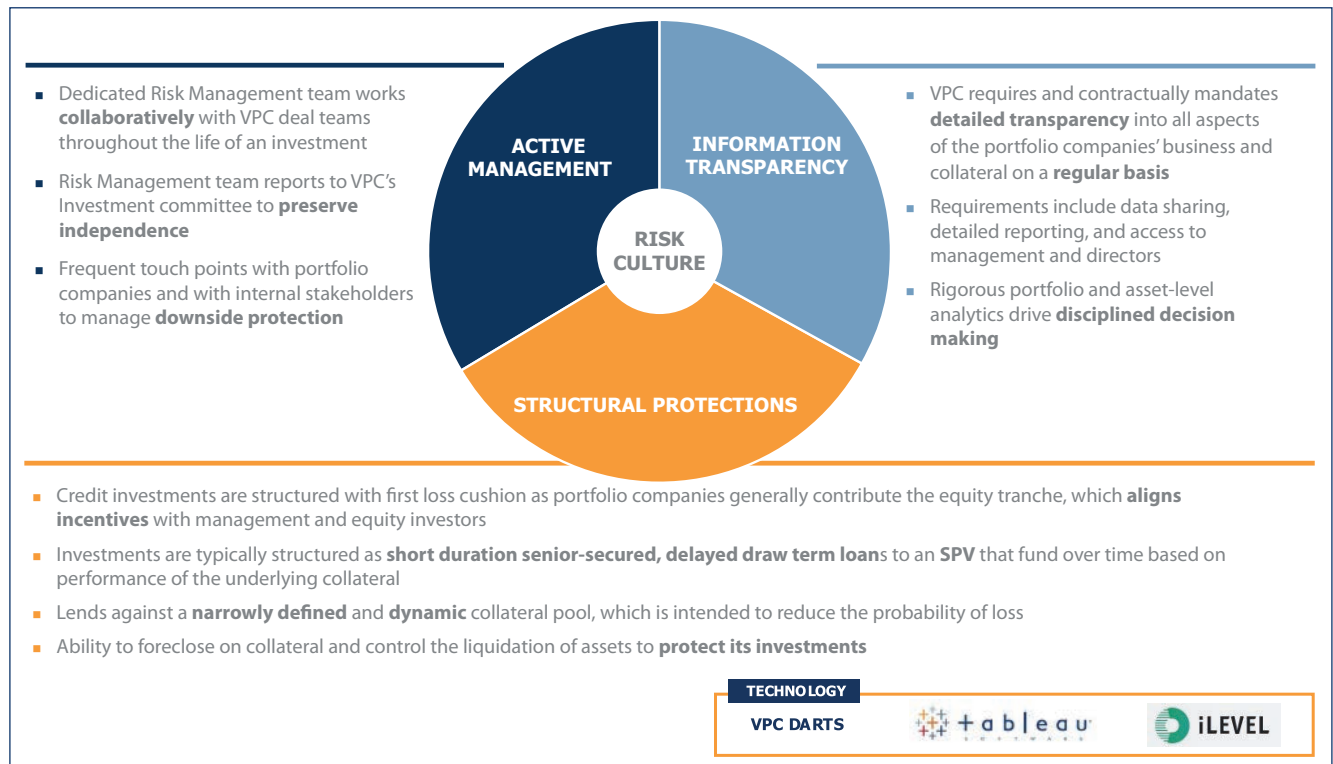 ACTIVE
MANAGEMENT
INFORMATION
TRANSPARENCY
RISK
CULTURE
STRUCTURAL PROTECTIONS
▪ Dedicated Risk Management team works
collaboratively with VPC deal teams
throughout the life of an investment
▪ Risk Management team reports to VPC's
Investment committee to preserve
independence
▪ Frequent touch points with portfolio
companies and with internal stakeholders
to manage downside protection
▪ VPC requires and contractually mandates
detailed transparency into all aspects
of the portfolio companies' business and
collateral on a regular basis
▪ Requirements include data sharing,
detailed reporting, and access to
management and directors
▪ Rigorous portfolio and asset-level
analytics drive disciplined decision
making
▪ Credit investments are structured with first loss cushion as portfolio companies generally contribute the equity tranche, which aligns
incentives with management and equity investors
▪ Investments are typically structured as short duration senior-secured, delayed draw term loans to an SPV that fund over time based on
performance of the underlying collateral
▪ Lends against a narrowly defined and dynamic collateral pool, which is intended to reduce the probability of loss
▪ Ability to foreclose on collateral and control the liquidation of assets to protect its investments
TECHNOLOGY
VPC DARTS
+ableau
SOFTWARE
iLEVEL